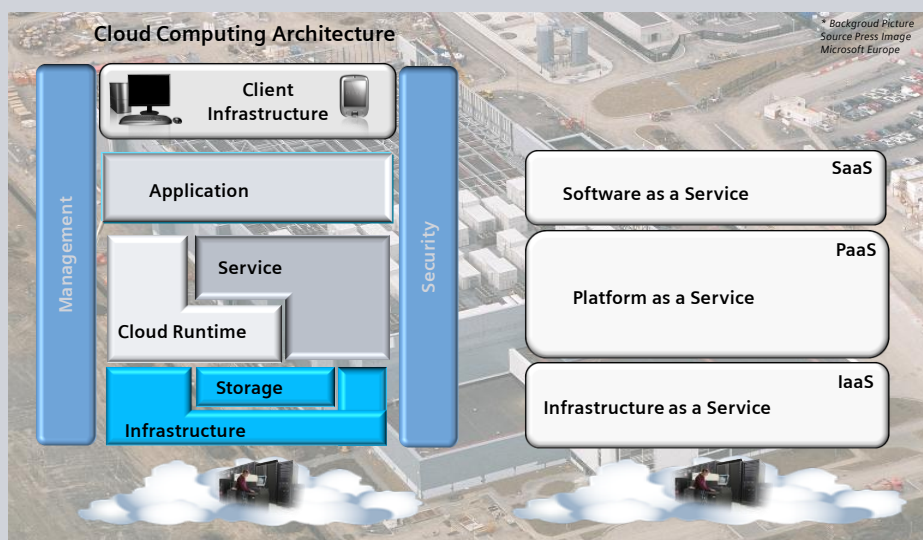 Cloud Computing Architecture
* Backgroud Picture
Source Press Image
Microsoft Europe
Management
Client
Infrastructure
Application
Service
Cloud Runtime
Storage
Infrastructure
Security
SaaS
Software as a Service
PaaS
Platform as a Service
IaaS
Infrastructure as a Service